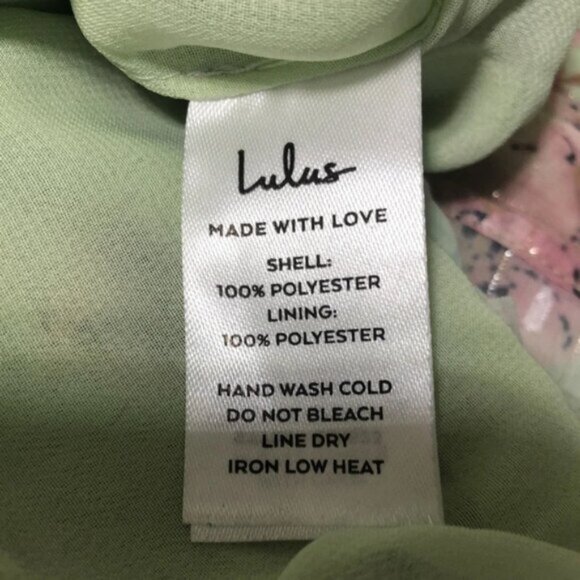 Lulus
MADE WITH LOVE
SHELL:
100% POLYESTER
LINING:
100% POLYESTER
HAND WASH COLD
DO NOT BLEACH
LINE DRY
IRON LOW HEAT